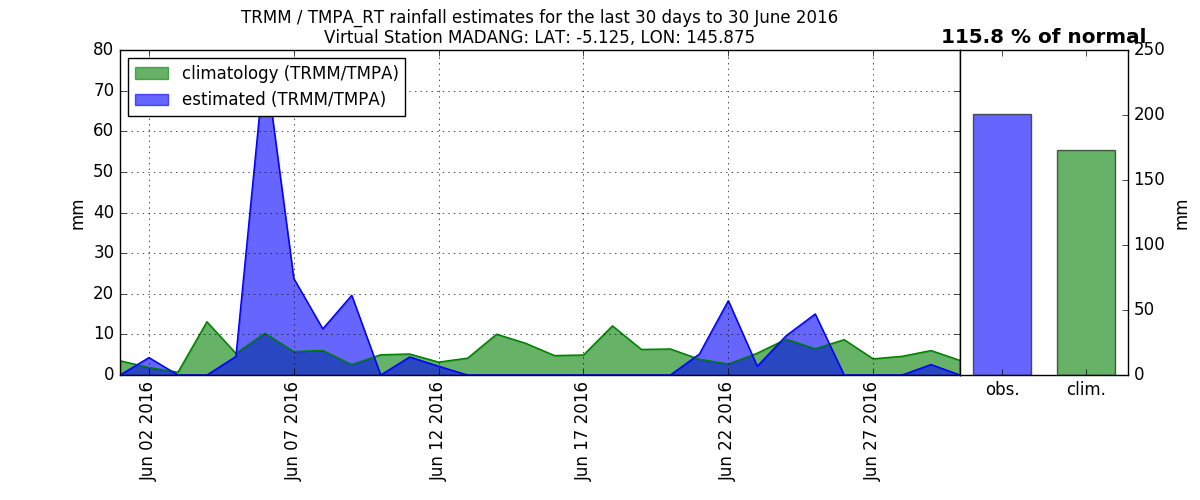 TRMM / TMPA_RT rainfall estimates for the last 30 days to 30 June 2016
Virtual Station MADANG: LAT: -5.125, LON: 145.875
115.8 % of normal
climatology (TRMM/TMPA)
estimated (TRMM/TMPA)
80
70
60
50
40
30
20
10
0
mm
Jun 02 2016
Jun 07 2016
Jun 12 2016
Jun 17 2016
Jun 22 2016
Jun 27 2016
obs.
clim.
250
200
150
100
50
0
mm